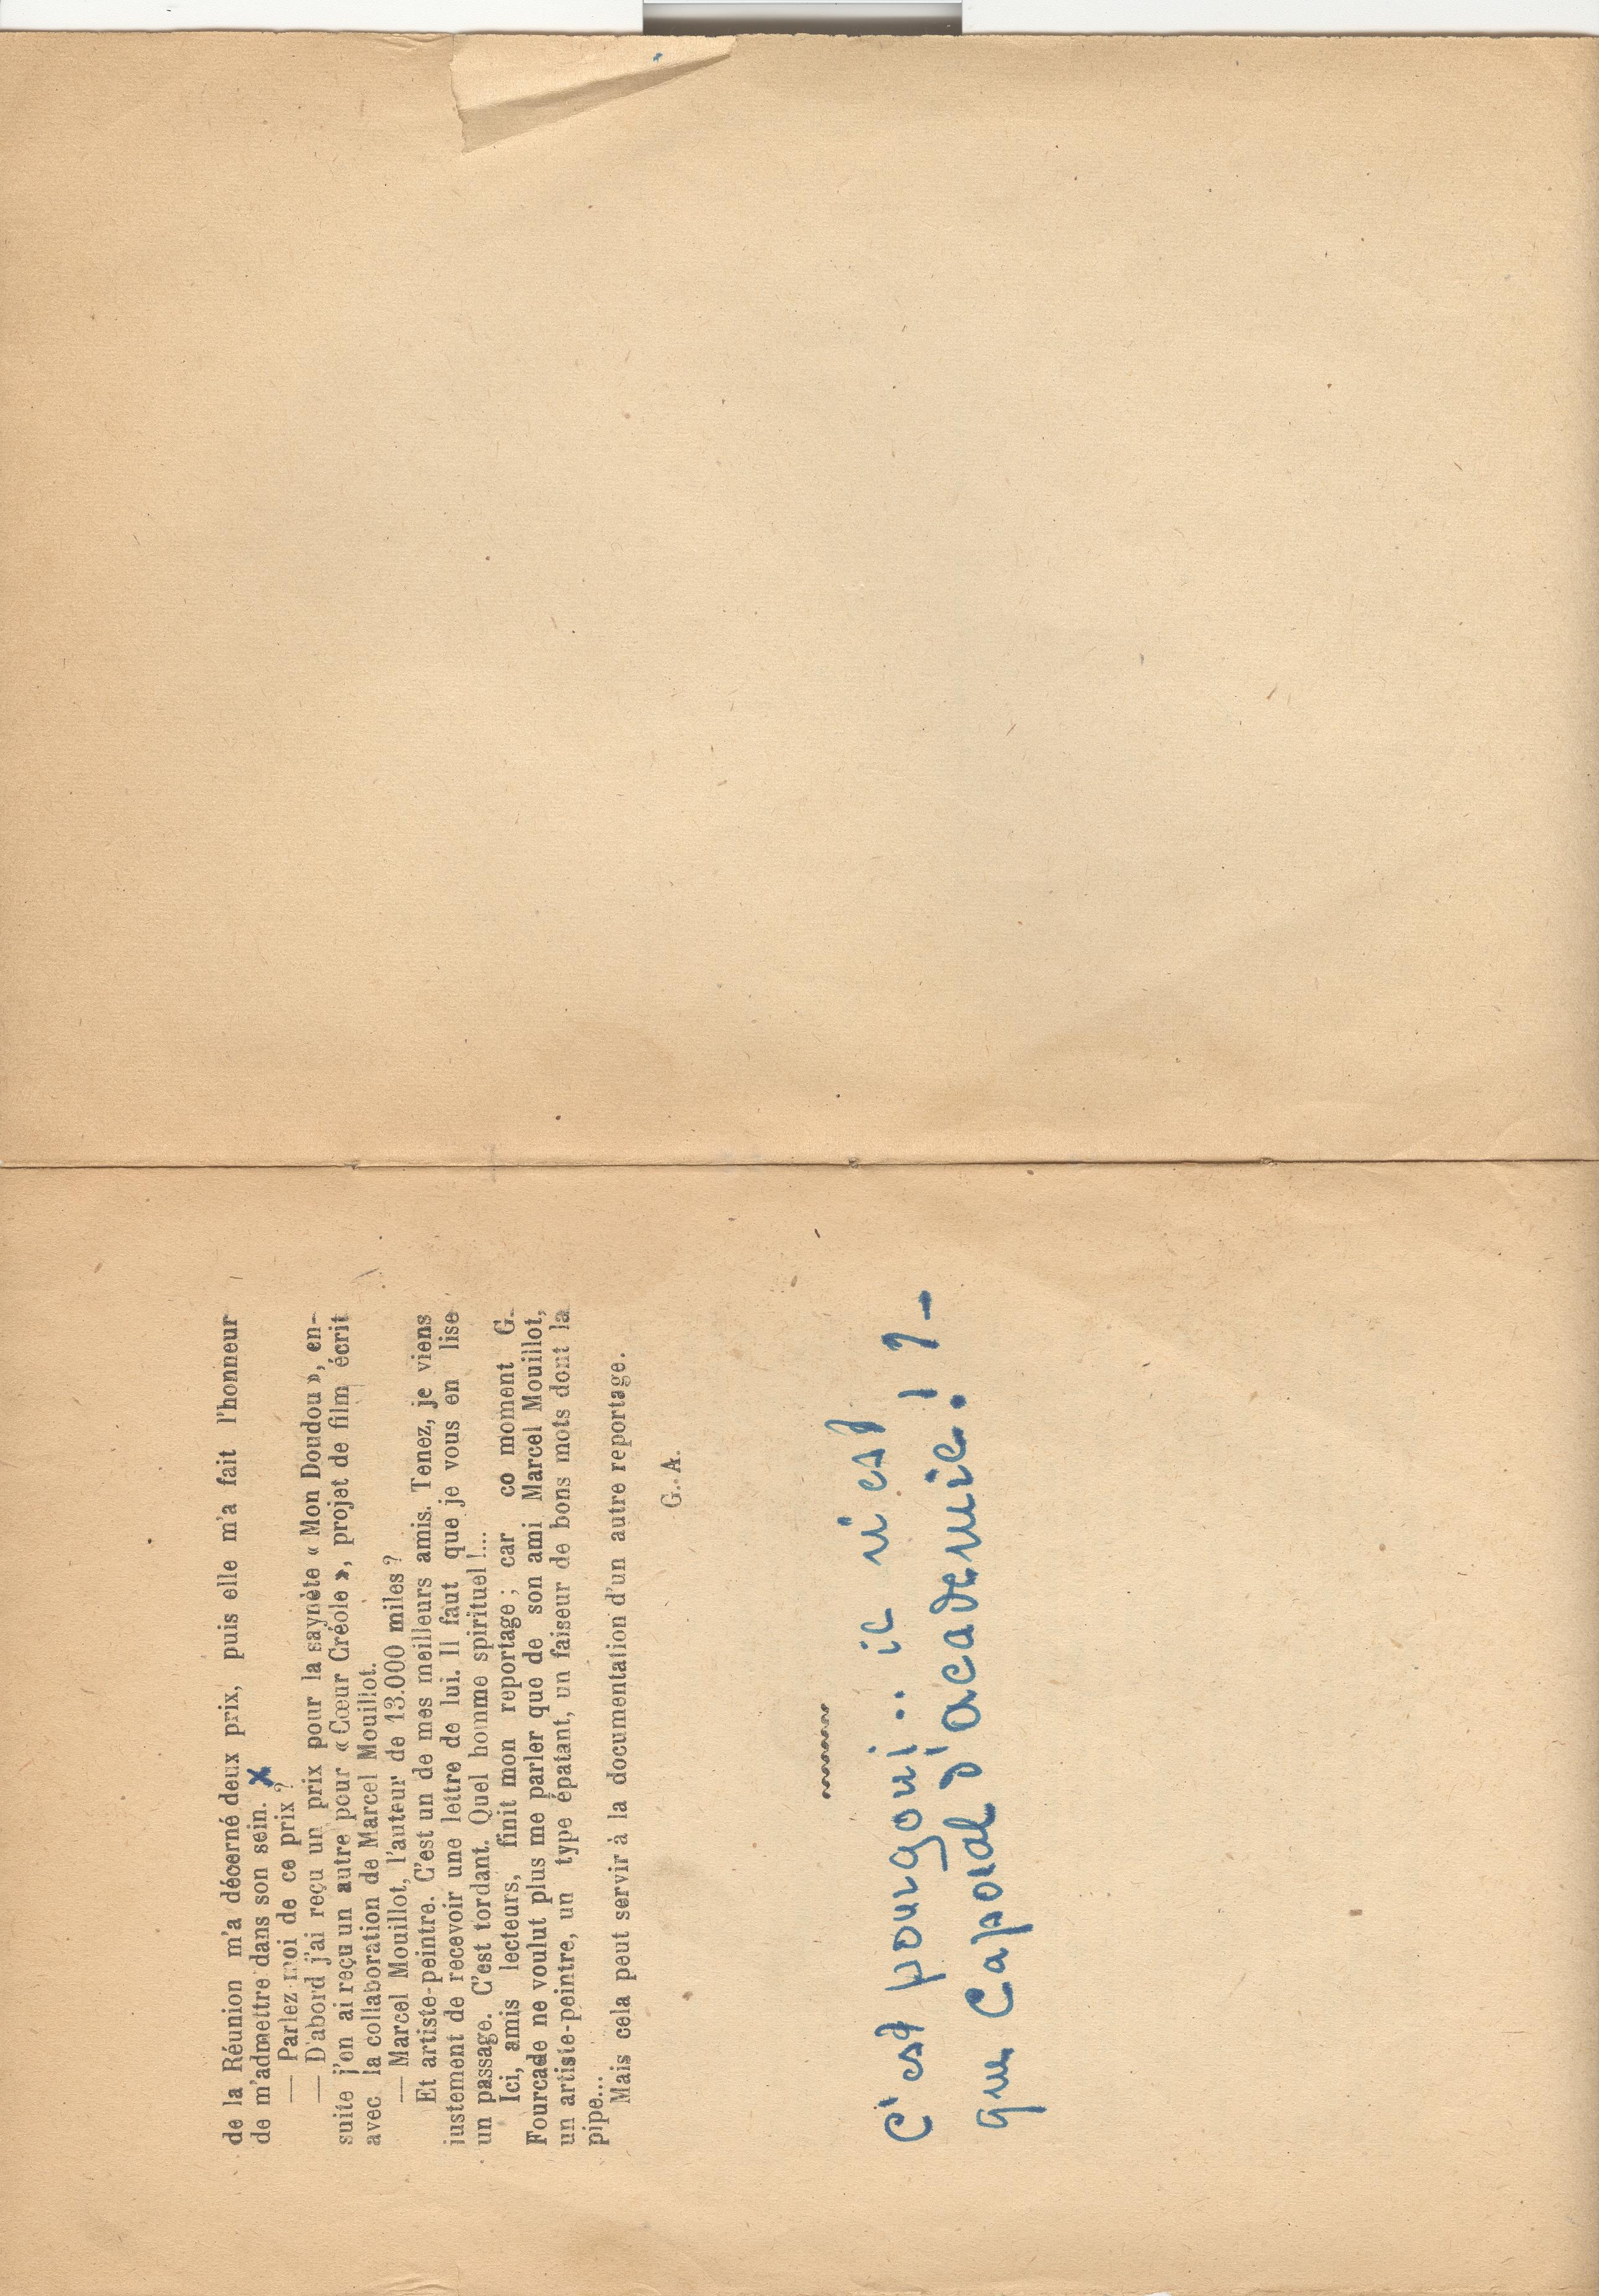 de la Réunion m'a décerné deux prix, puis elle m'a fait l'honneur
de m'admettre dans son sein. x
— Parlez-moi de ce prix ?
— D'abord j'ai reçu un prix pour la saynète « Mon Doudou », en-
suite j'on ai reçu un autre pour « Cœur Créole », projet de film écrit
avec la collaboration de Marcel Mouillot.
— Marcel Mouillot, l'auteur de 13.000 miles ?
Et artiste-peintre. C'est un de mes meilleurs amis. Tenez, je viens
justement de recevoir une lettre de lui. Il faut que je vous en lise
un passage. C'est tordant. Quel homme spirituel !...
Ici, amis lecteurs, finit mon reportage ; car co moment G.
Fourcade ne voulut plus me parler que de son ami Marcel Mouillot,
un artiste-peintre, un type épatant, un faiseur de bons mots dont la
pipe...
Mais cela peut servir à la documentation d'un autre reportage.
G. A.
C'est pourquoi.. il n'est
que Caporal d'academie! ! -